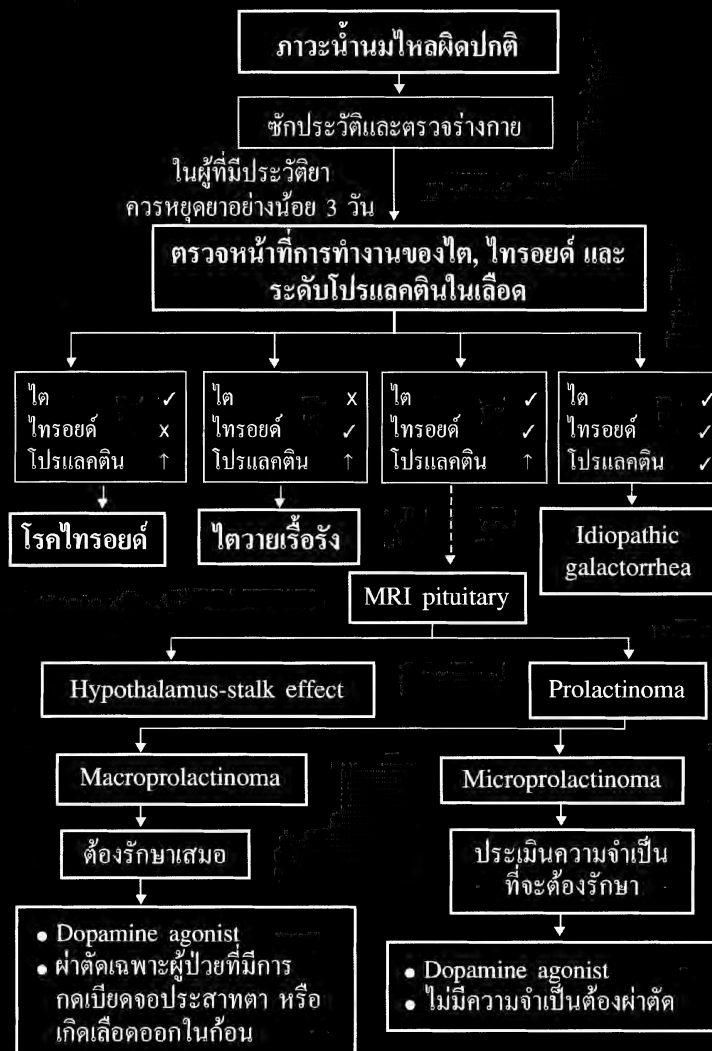 ภาวะน้ำนมไหลผิดปกติ
ซักประวัติและตรวจร่างกาย
ในผู้ที่มีประวัติยา
ควรหยุดยาอย่างน้อย 3 วัน
ตรวจหน้าที่การทำงานของไต, ไทรอยด์ และ
ระดับโปรแลคตินในเลือด
ไต ✓
ไทรอยด์ x
โปรแลคติน ↑
ไต x
ไทรอยด์ ✓
โปรแลคติน ↑
ไต ✓
ไทรอยด์ ✓
โปรแลคติน ↑
ไต ✓
ไทรอยด์ ✓
โปรแลคติน ✓
โรคไทรอยด์
ไตวายเรื้อรัง
Idiopathic
galactorrhea
MRI pituitary
Hypothalamus-stalk effect
Prolactinoma
Macroprolactinoma
Microprolactinoma
ต้องรักษาเสมอ
ประเมินความจำเป็น
ที่จะต้องรักษา
• Dopamine agonist
• ผ่าตัดเฉพาะผู้ป่วยที่มีการ
กดเบียดจอประสาทตา หรือ
เกิดเลือดออกในก้อน
• Dopamine agonist
• ไม่มีความจำเป็นต้องผ่าตัด